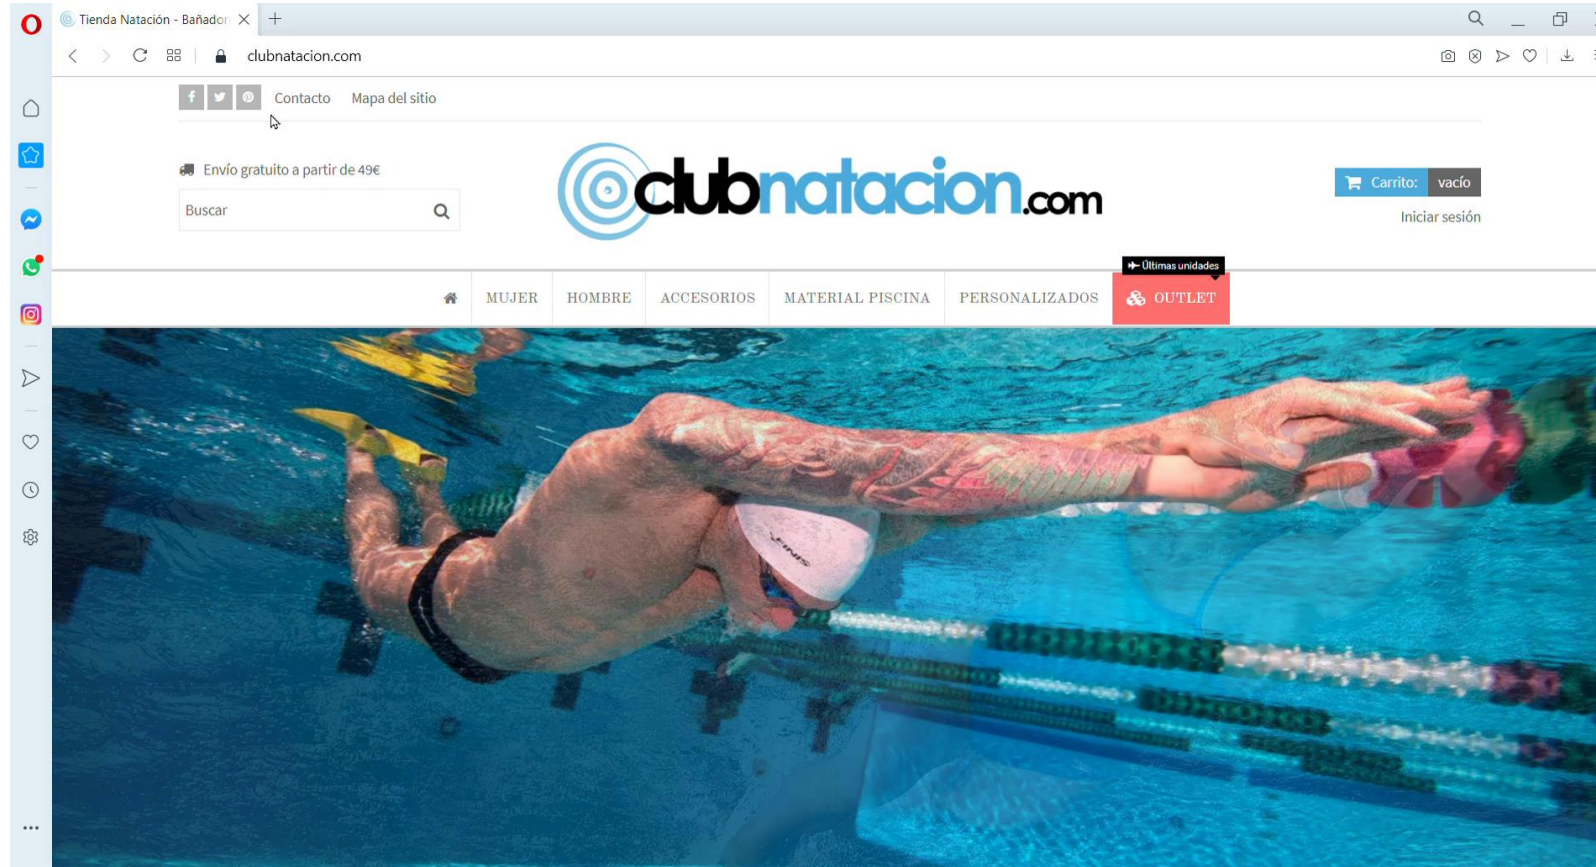 Tienda Natación - Bañador
clubnatacion.com
Contacto Mapa del sitio
Envío gratuito a partir de 49€
Buscar
clubnatacion.com
Carrito: vacío
Iniciar sesión
Últimas unidades
MUJER HOMBRE ACCESORIOS MATERIAL PISCINA PERSONALIZADOS OUTLET
FINIS